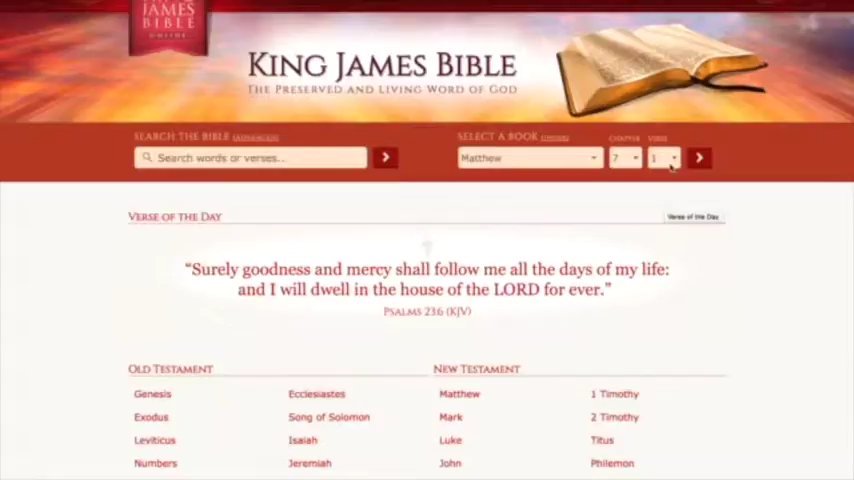 JAMES
BIBLE
ONLINE
KING JAMES BIBLE
THE PRESERVED AND LIVING WORD OF GOD
SEARCH THE BIBLE (ADVANCED)
SELECT A BOOK
CHAPTER
VERSE
Search words or verses..
Matthew
7
1
VERSE OF THE DAY
Verse of the Day
“Surely goodness and mercy shall follow me all the days of my life:
and I will dwell in the house of the LORD for ever.”
PSALMS 23:6 (KJV)
OLD TESTAMENT
NEW TESTAMENT
Genesis
Ecclesiastes
Matthew
1 Timothy
Exodus
Song of Solomon
Mark
2 Timothy
Leviticus
Isaiah
Luke
Titus
Numbers
Jeremiah
John
Philemon